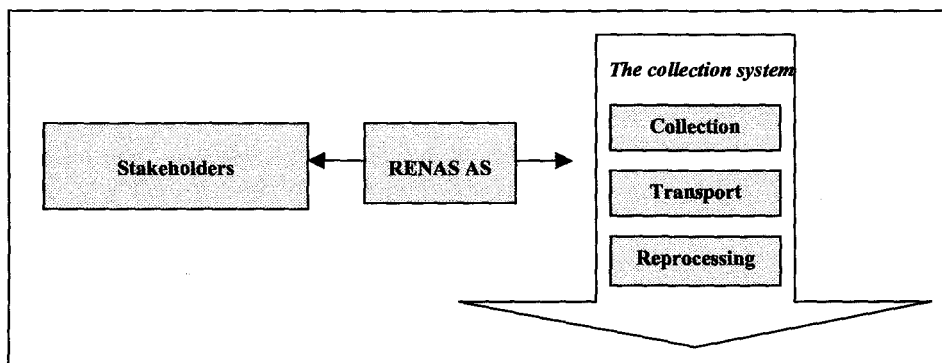 The collection system
Collection
Stakeholders
RENAS AS
Transport
Reprocessing